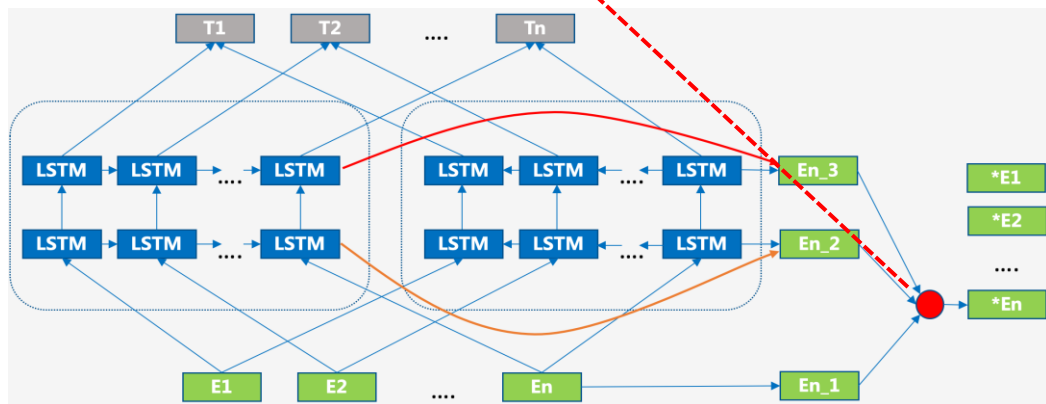 T1 T2 .... Tn
LSTM LSTM .... LSTM LSTM LSTM .... LSTM En_3 *E1
*E2
LSTM LSTM .... LSTM LSTM LSTM .... LSTM En_2
....
*En
E1 E2 .... En En_1